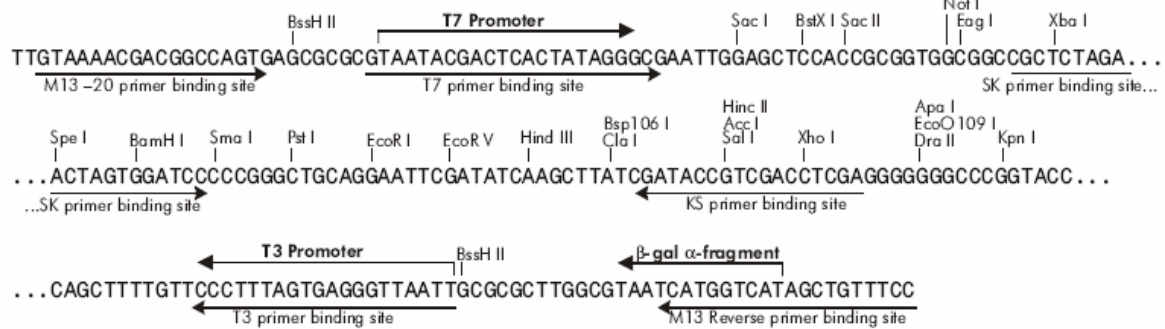 Not I
BssH II T7 Promoter Sac I BstX I Sac II Eag I Xba I
TTGTAAAACGACGGCCAGTGAGCGCGCGTAATACGACTCACTATAGGGCGAATTGGAGCTCCACCGCGGTGGCGGCCGCTCTAGA...
M13 –20 primer binding site T7 primer binding site SK primer binding site...
Hinc II Apa I
Bsp106 I Acc I EcoO109 I
Spe I BamH I Sma I Pst I EcoR I EcoR V Hind III Cla I Sal I Xho I Dra II Kpn I
...ACTAGTGGATCCCCCGGGCTGCAGGAATTCGATATCAAGCTTATCGATACCGTCGACCTCGAGGGGGGGCCCGGTACC...
...SK primer binding site KS primer binding site
T3 Promoter BssH II β-gal α-fragment
...CAGCTTTTGTTCCCTTTAGTGAGGGTTAATTGCGCGCTTGGCGTAATCATGGTCATAGCTGTTTCC
T3 primer binding site M13 Reverse primer binding site